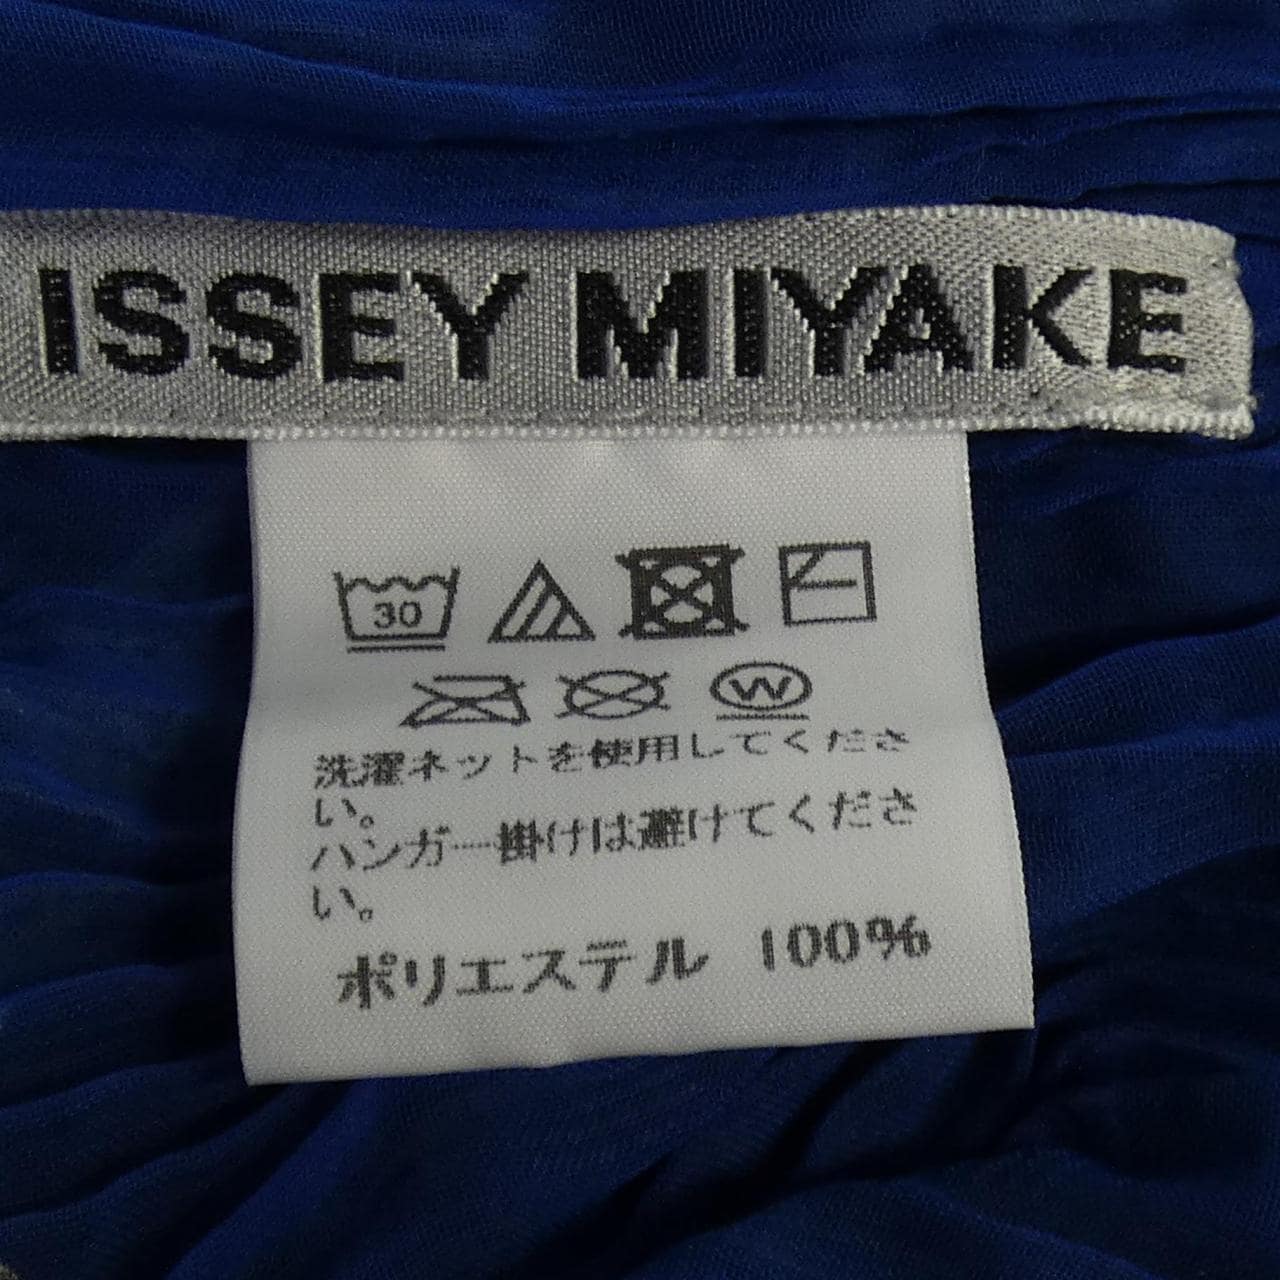 ISSEY MIYAKE
30
W
洗濯ネットを使用してくださ
い。
ハンガー掛けは避けてくださ
い。
ポリエステル 100%